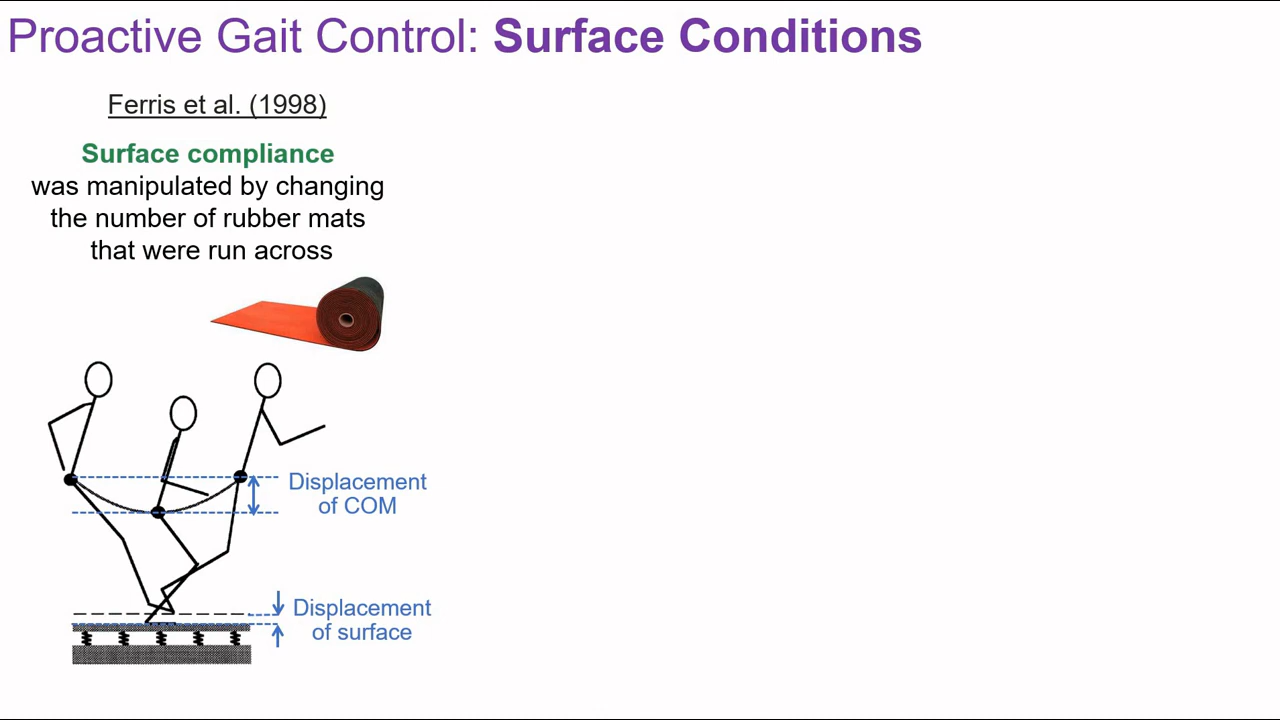 Proactive Gait Control: Surface Conditions
Ferris et al. (1998)
Surface compliance
was manipulated by changing
the number of rubber mats
that were run across
Displacement
of COM
Displacement
of surface